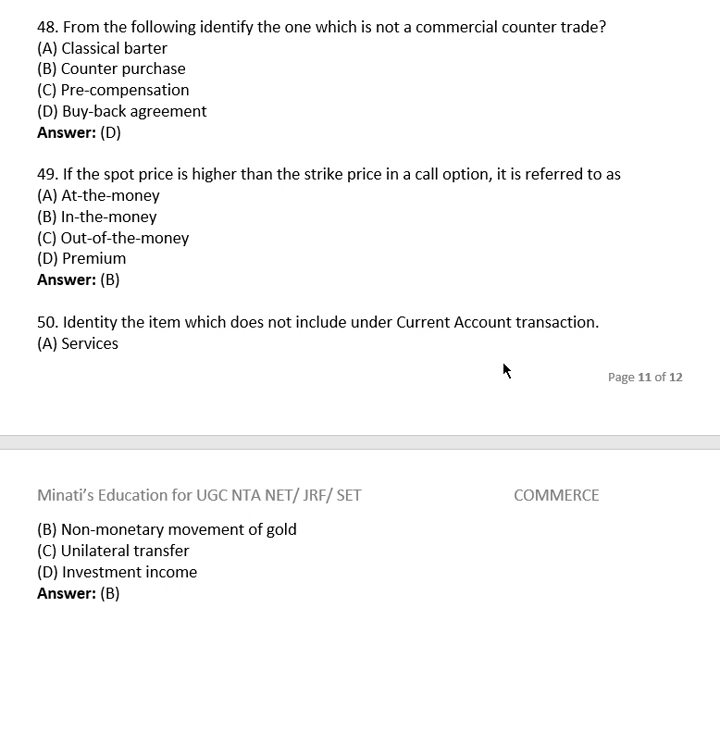 48. From the following identify the one which is not a commercial counter trade?
(A) Classical barter
(B) Counter purchase
(C) Pre-compensation
(D) Buy-back agreement
Answer: (D)
49. If the spot price is higher than the strike price in a call option, it is referred to as
(A) At-the-money
(B) In-the-money
(C) Out-of-the-money
(D) Premium
Answer: (B)
50. Identity the item which does not include under Current Account transaction.
(A) Services
Page 11 of 12
Minati's Education for UGC NTA NET/ JRF/ SET COMMERCE
(B) Non-monetary movement of gold
(C) Unilateral transfer
(D) Investment income
Answer: (B)